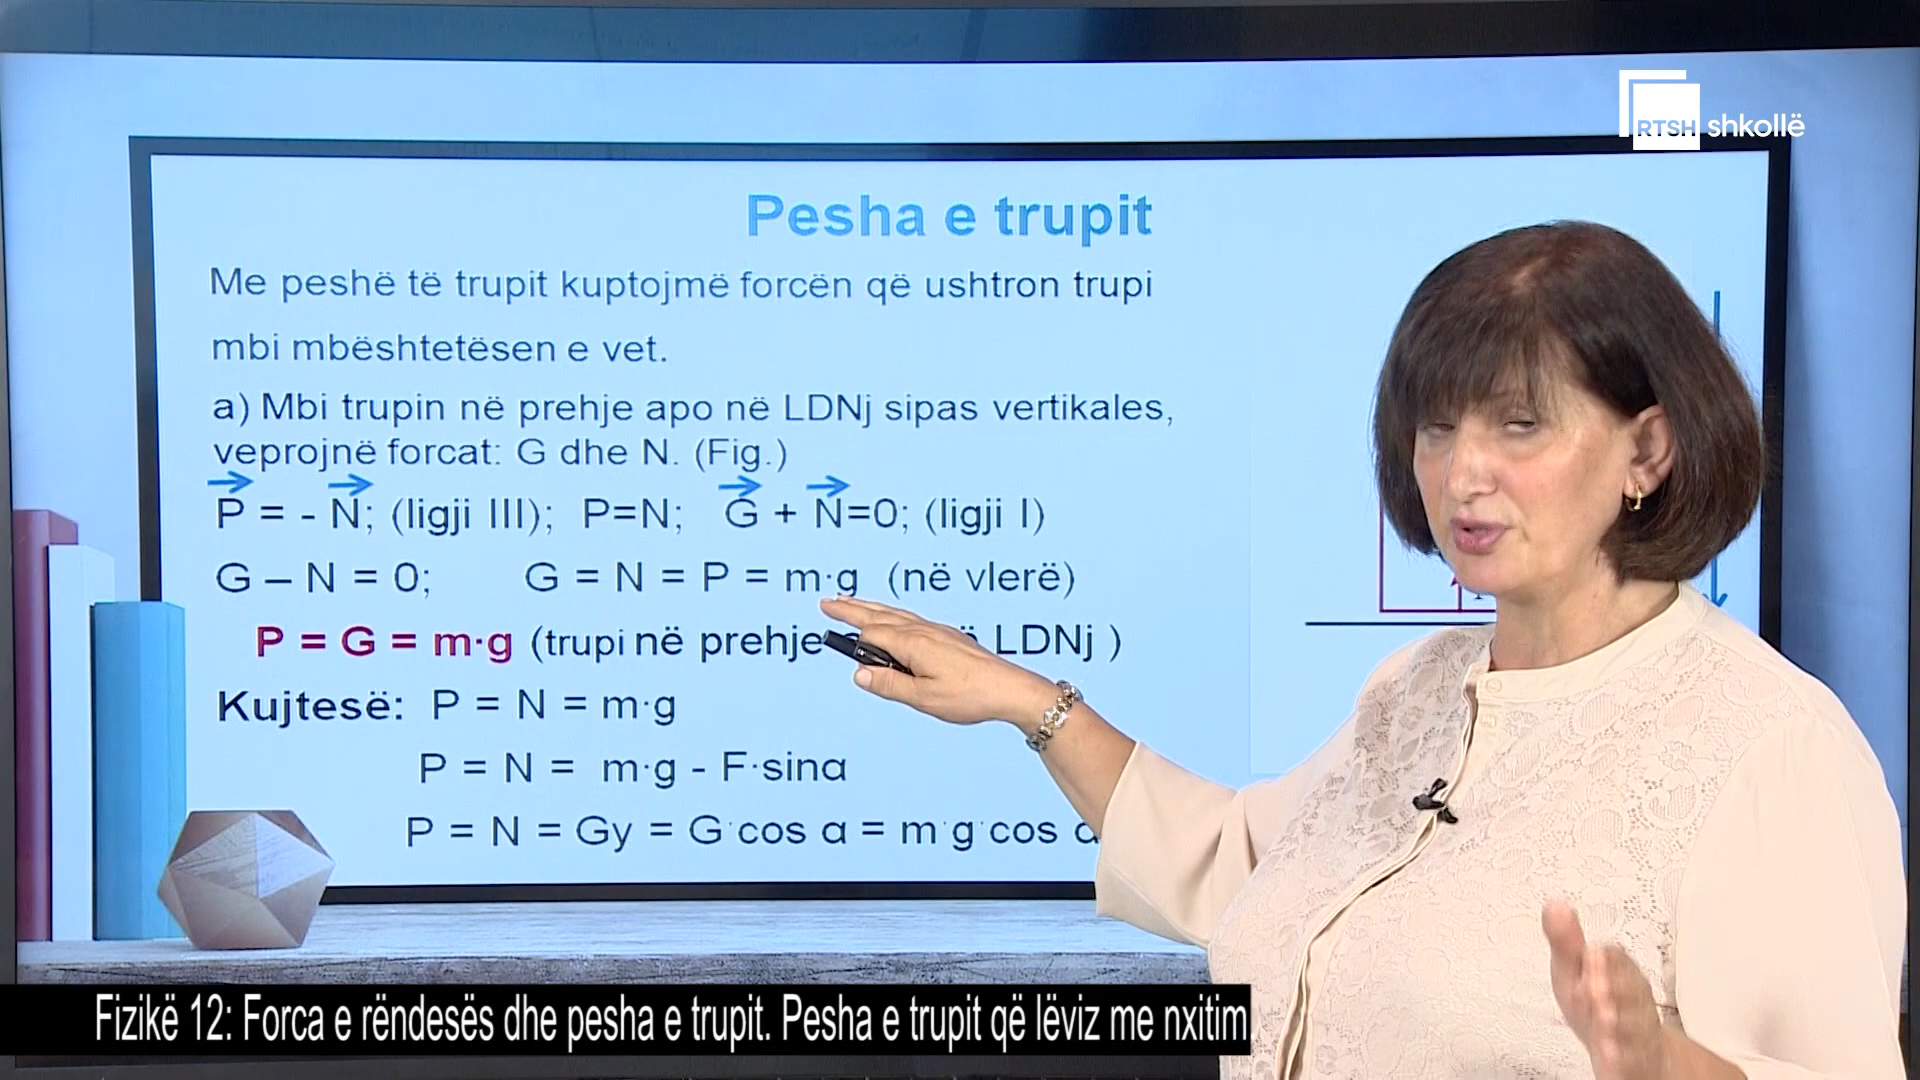 RTSH shkollë
Pesha e trupit
Me peshë të trupit kuptojmë forcën që ushtron trupi
mbi mbështetësen e vet.
a) Mbi trupin në prehje apo në LDNj sipas vertikales,
veprojnë forcat: G dhe N. (Fig.)
P = - N; (ligji III); P=N; G + N=0; (ligji I)
G – N = 0; G = N = P = m·g (në vlerë)
P = G = m·g (trupi në prehje LDNj )
Kujtesë: P = N = m·g
P = N = m·g - F·sinα
P = N = Gy = G·cos α = m·g·cos α
Fizikë 12: Forca e rëndesës dhe pesha e trupit. Pesha e trupit që lëviz me nxitim